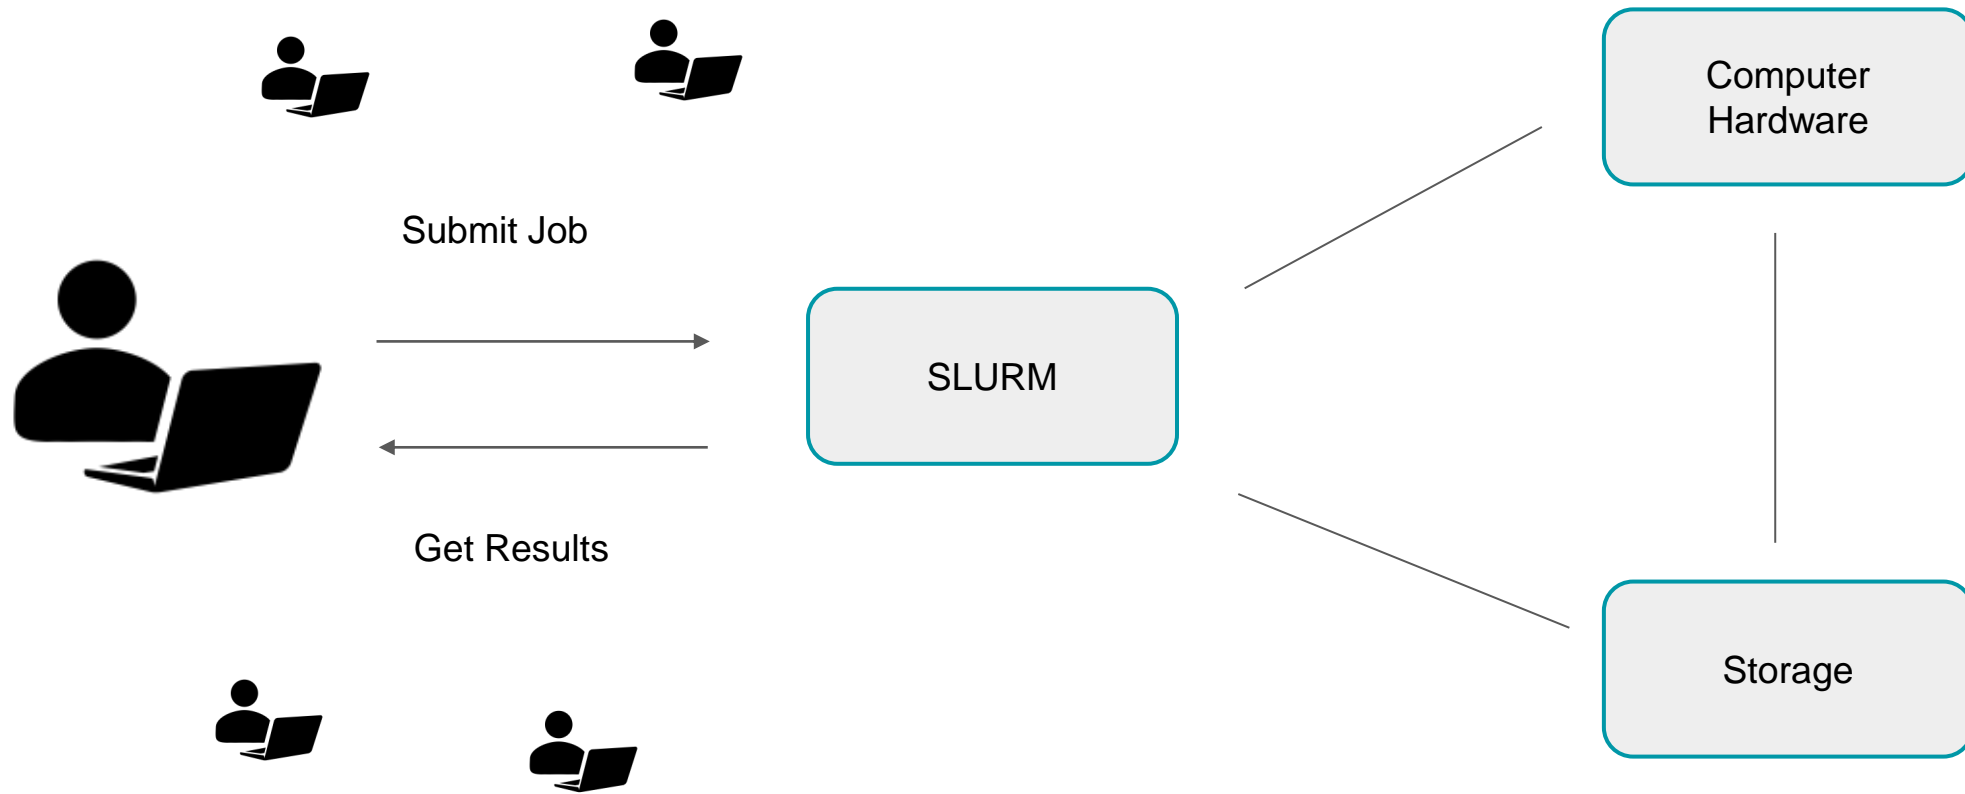 Computer
Hardware
Submit Job
SLURM
Get Results
Storage